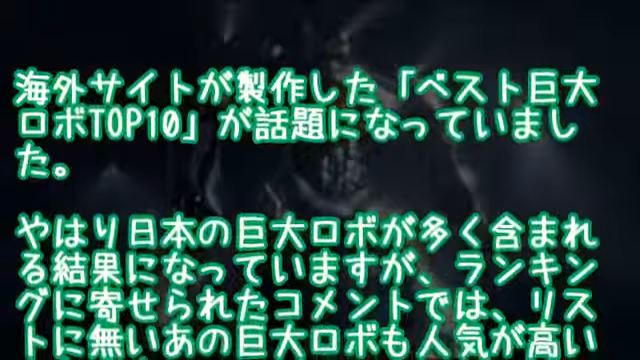 海外サイトが製作した「ベスト巨大
ロボTOP10」が話題になっていまし
た。
やはり日本の巨大ロボが多く含まれ
る結果になっていますが、ランキン
グに寄せられたコメントでは、リス
トに無いあの巨大ロボも人気が高い